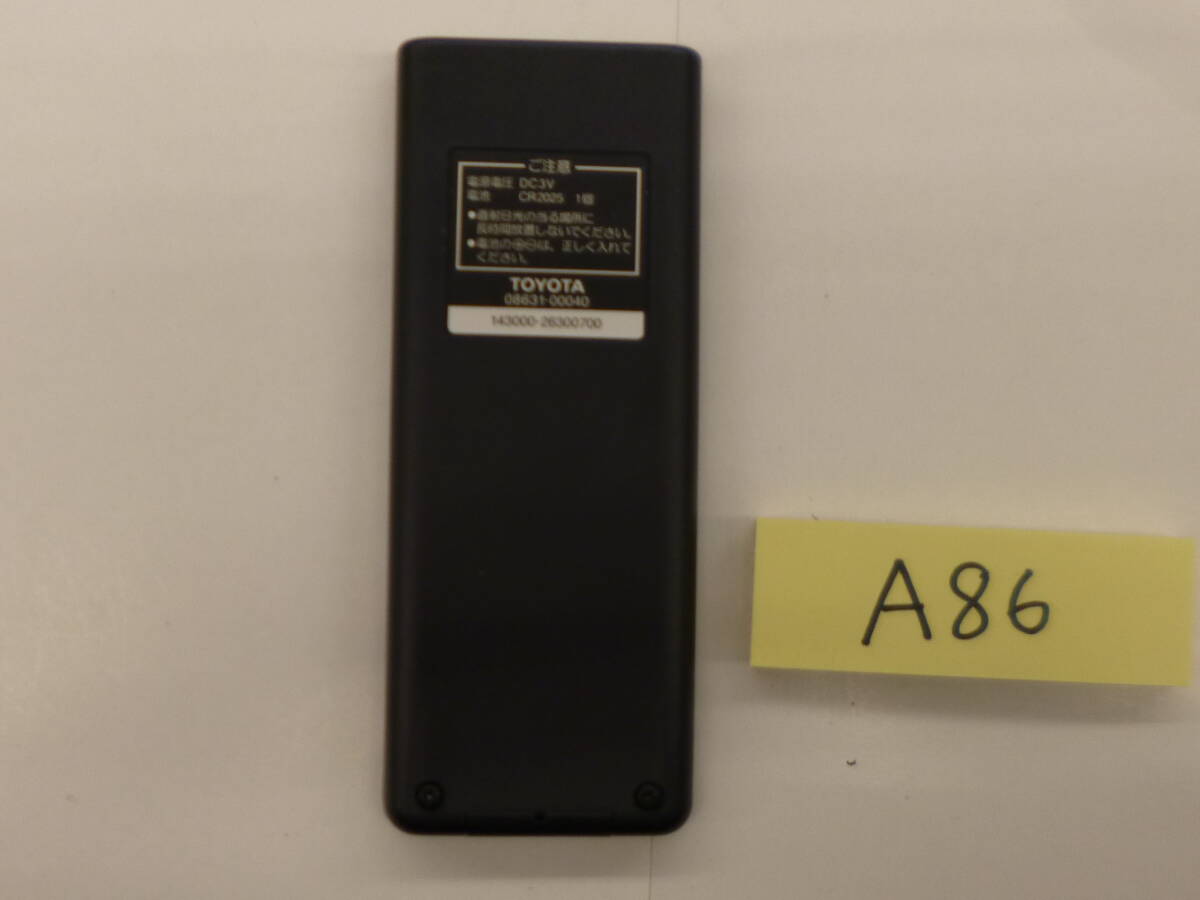 ご注意
電源電圧 DC3V
電池 CR2025 1個
●直射日光の当る場所に
長時間放置しないでください。
●電池の⊕⊖は、正しく入れて
ください。
TOYOTA
08631-00040
143000-26300700
A86